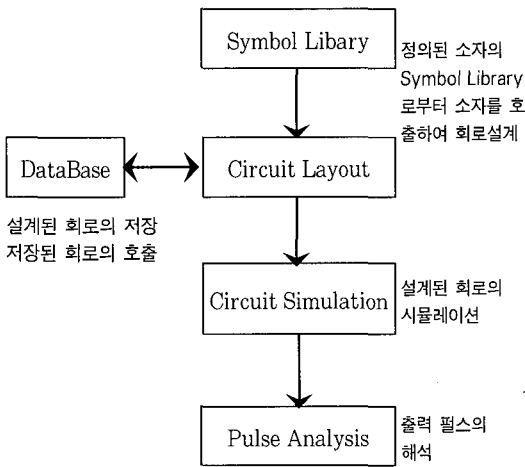 Symbol Libary
정의된 소자의
Symbol Library
로부터 소자를 호
출하여 회로설계
DataBase
Circuit Layout
설계된 회로의 저장
저장된 회로의 호출
Circuit Simulation
설계된 회로의
시뮬레이션
Pulse Analysis
출력 펄스의
해석